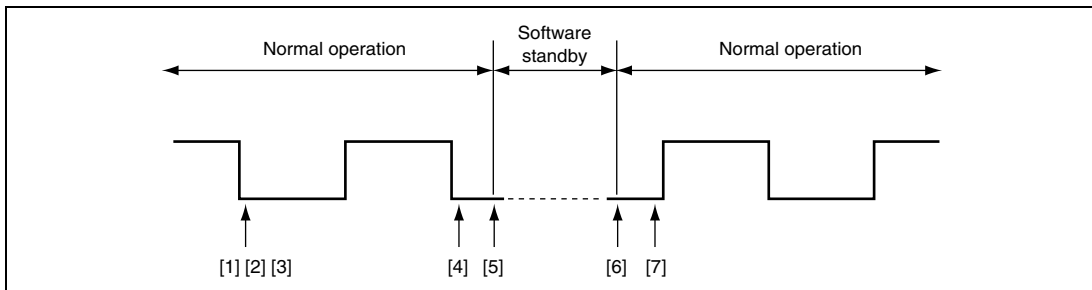 Software
Normal operation
standby
Normal operation
[1] [2] [3]
[4]
[5]
[6]
[7]